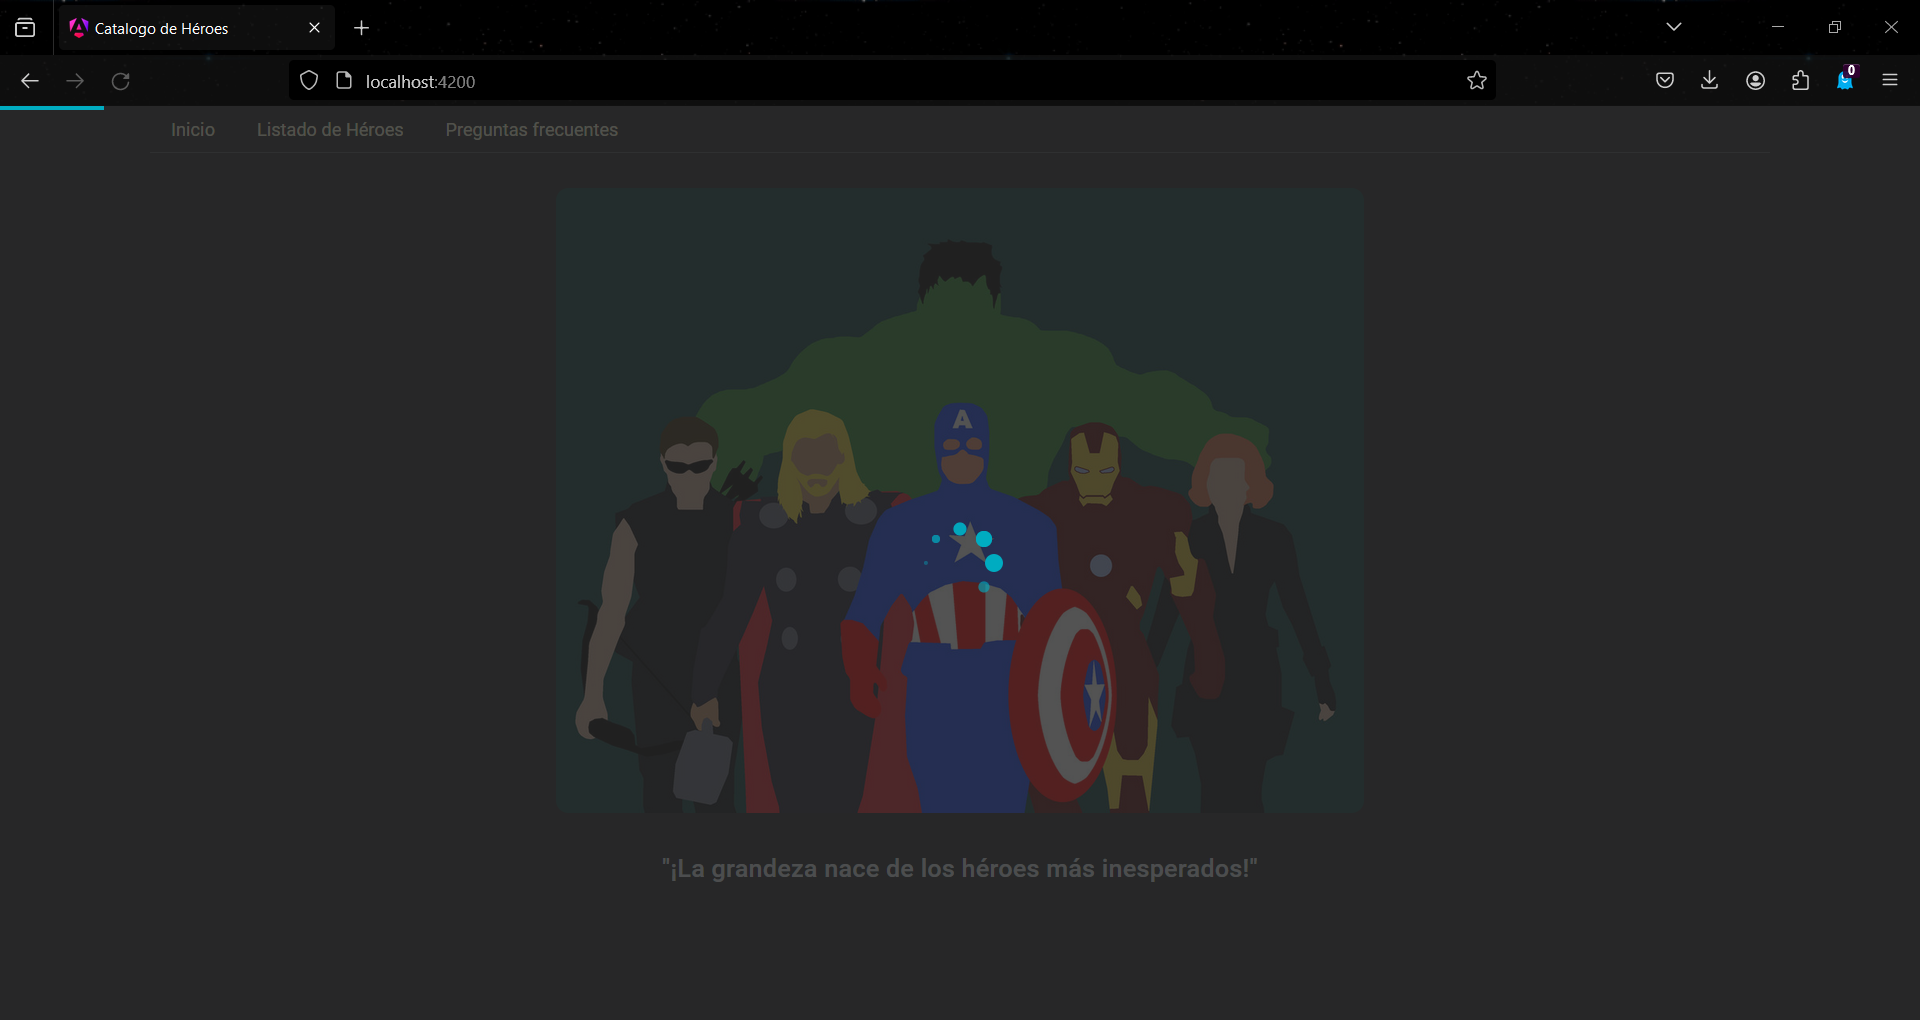 Catalogo de Héroes
localhost:4200
0
Inicio Listado de Héroes Preguntas frecuentes
A
"¡La grandeza nace de los héroes más inesperados!"